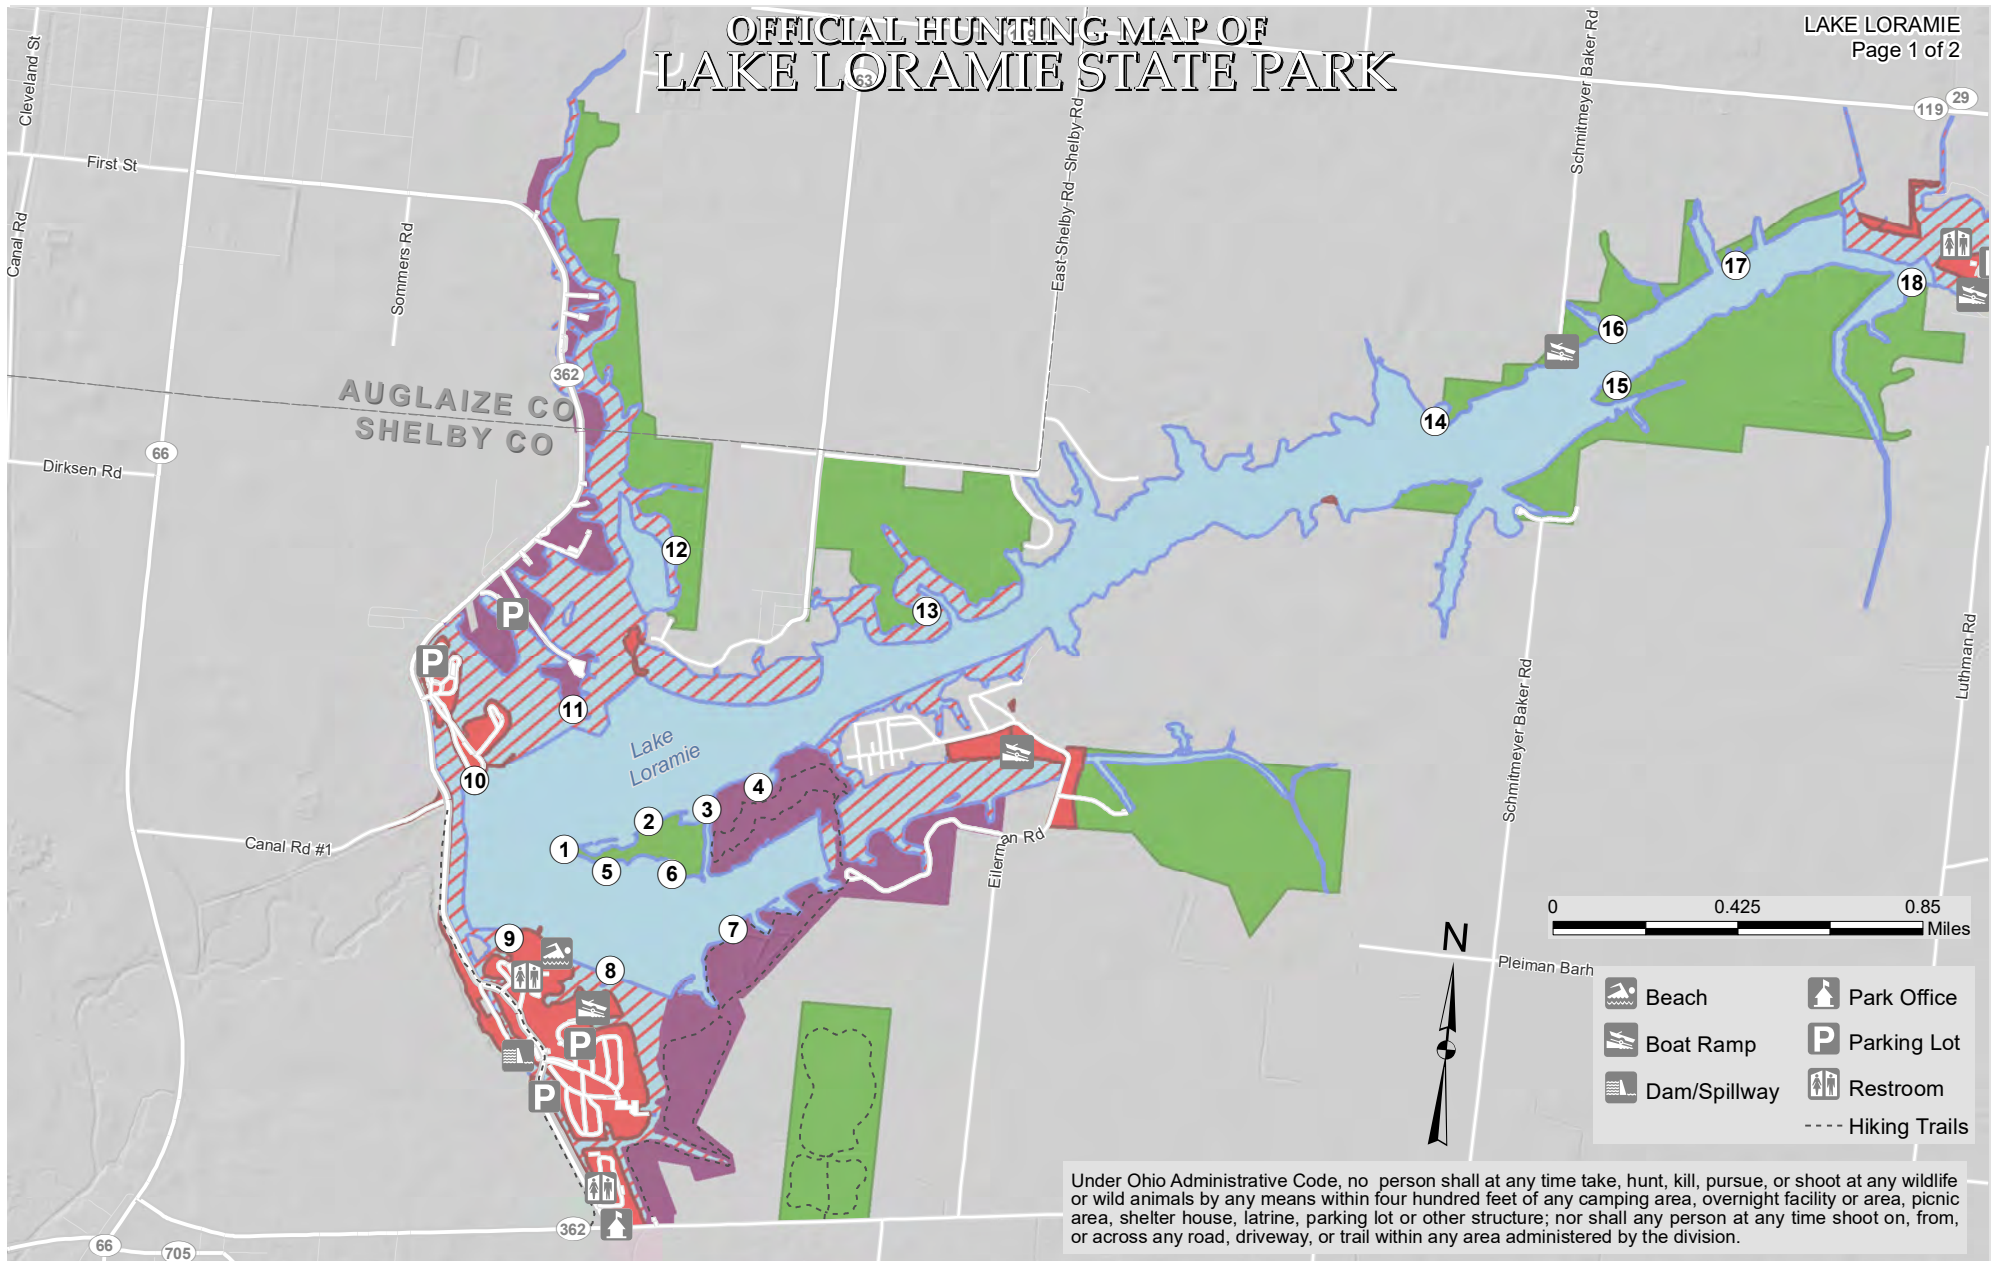 OFFICIAL HUNTING MAP OF
LAKE LORAMIE STATE PARK
LAKE LORAMIE
Page 1 of 2
Cleveland St
First St
Canal Rd
Sommers Rd
63
East Shelby Rd
Shelby Rd
Schmitmeyer Baker Rd
119
29
362
AUGLAIZE CO
SHELBY CO
66
Dirksen Rd
17
18
16
15
14
12
13
P
P
11
10
Lake
Loramie
4
3
2
1
5
6
7
9
8
Canal Rd #1
Eilerman Rd
Schmitmeyer Baker Rd
Luthman Rd
0 0.425 0.85
Miles
N
Pleiman Barh
P
P
Beach
Boat Ramp
Dam/Spillway
Park Office
P Parking Lot
Restroom
Hiking Trails
362
66
705
Under Ohio Administrative Code, no person shall at any time take, hunt, kill, pursue, or shoot at any wildlife
or wild animals by any means within four hundred feet of any camping area, overnight facility or area, picnic
area, shelter house, latrine, parking lot or other structure; nor shall any person at any time shoot on, from,
or across any road, driveway, or trail within any area administered by the division.